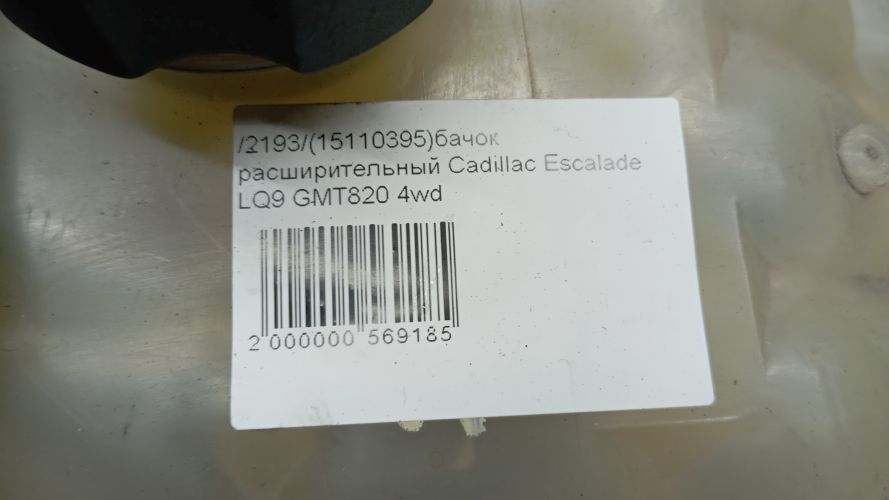 /2193/(15110395)бачок
расширительный Cadillac Escalade
LQ9 GMT820 4wd
2 000000 569185